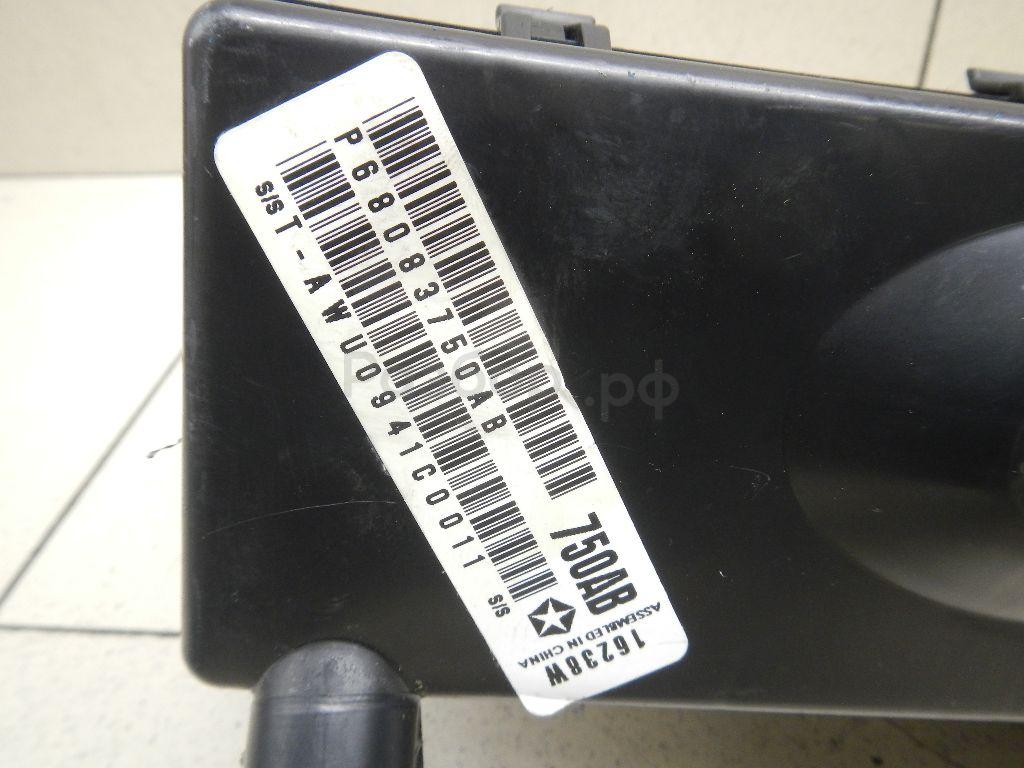 P68083750AB
S/S T-AWU0941C0011 S/S
750AB
ASSEMBLED IN CHINA
16238W